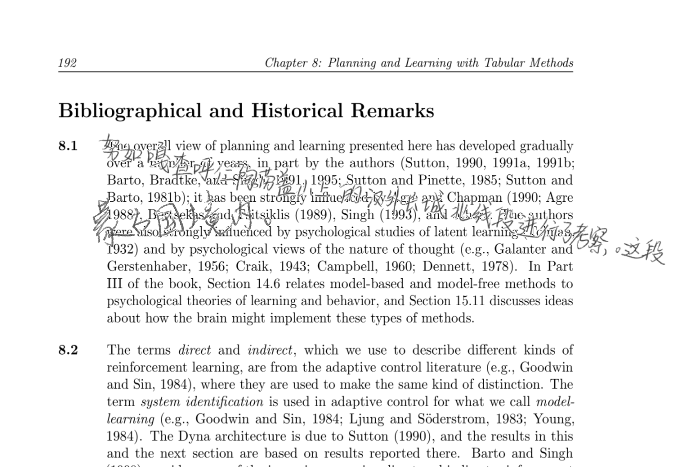 192
Chapter 8: Planning and Learning with Tabular Methods
Bibliographical and Historical Remarks
8.1 The overall view of planning and learning presented here has developed gradually
over a number of years, in part by the authors (Sutton, 1990, 1991a, 1991b;
Barto, Bradtke, and Singh, 1991, 1995; Sutton and Pinette, 1985; Sutton and
Barto, 1981b); it has been strongly influenced by Agre and Chapman (1990; Agre
1988), Bertsekas and Tsitsiklis (1989), Singh (1993), and others. The authors
were also strongly influenced by psychological studies of latent learning
1932) and by psychological views of the nature of thought (e.g., Galanter and
Gerstenhaber, 1956; Craik, 1943; Campbell, 1960; Dennett, 1978). In Part
III of the book, Section 14.6 relates model-based and model-free methods to
psychological theories of learning and behavior, and Section 15.11 discusses ideas
about how the brain might implement these types of methods.
8.2 The terms direct and indirect, which we use to describe different kinds of
reinforcement learning, are from the adaptive control literature (e.g., Goodwin
and Sin, 1984), where they are used to make the same kind of distinction. The
term system identification is used in adaptive control for what we call model-
learning (e.g., Goodwin and Sin, 1984; Ljung and Söderstrom, 1983; Young,
1984). The Dyna architecture is due to Sutton (1990), and the results in this
and the next section are based on results reported there. Barto and Singh
段进行了考察。这段